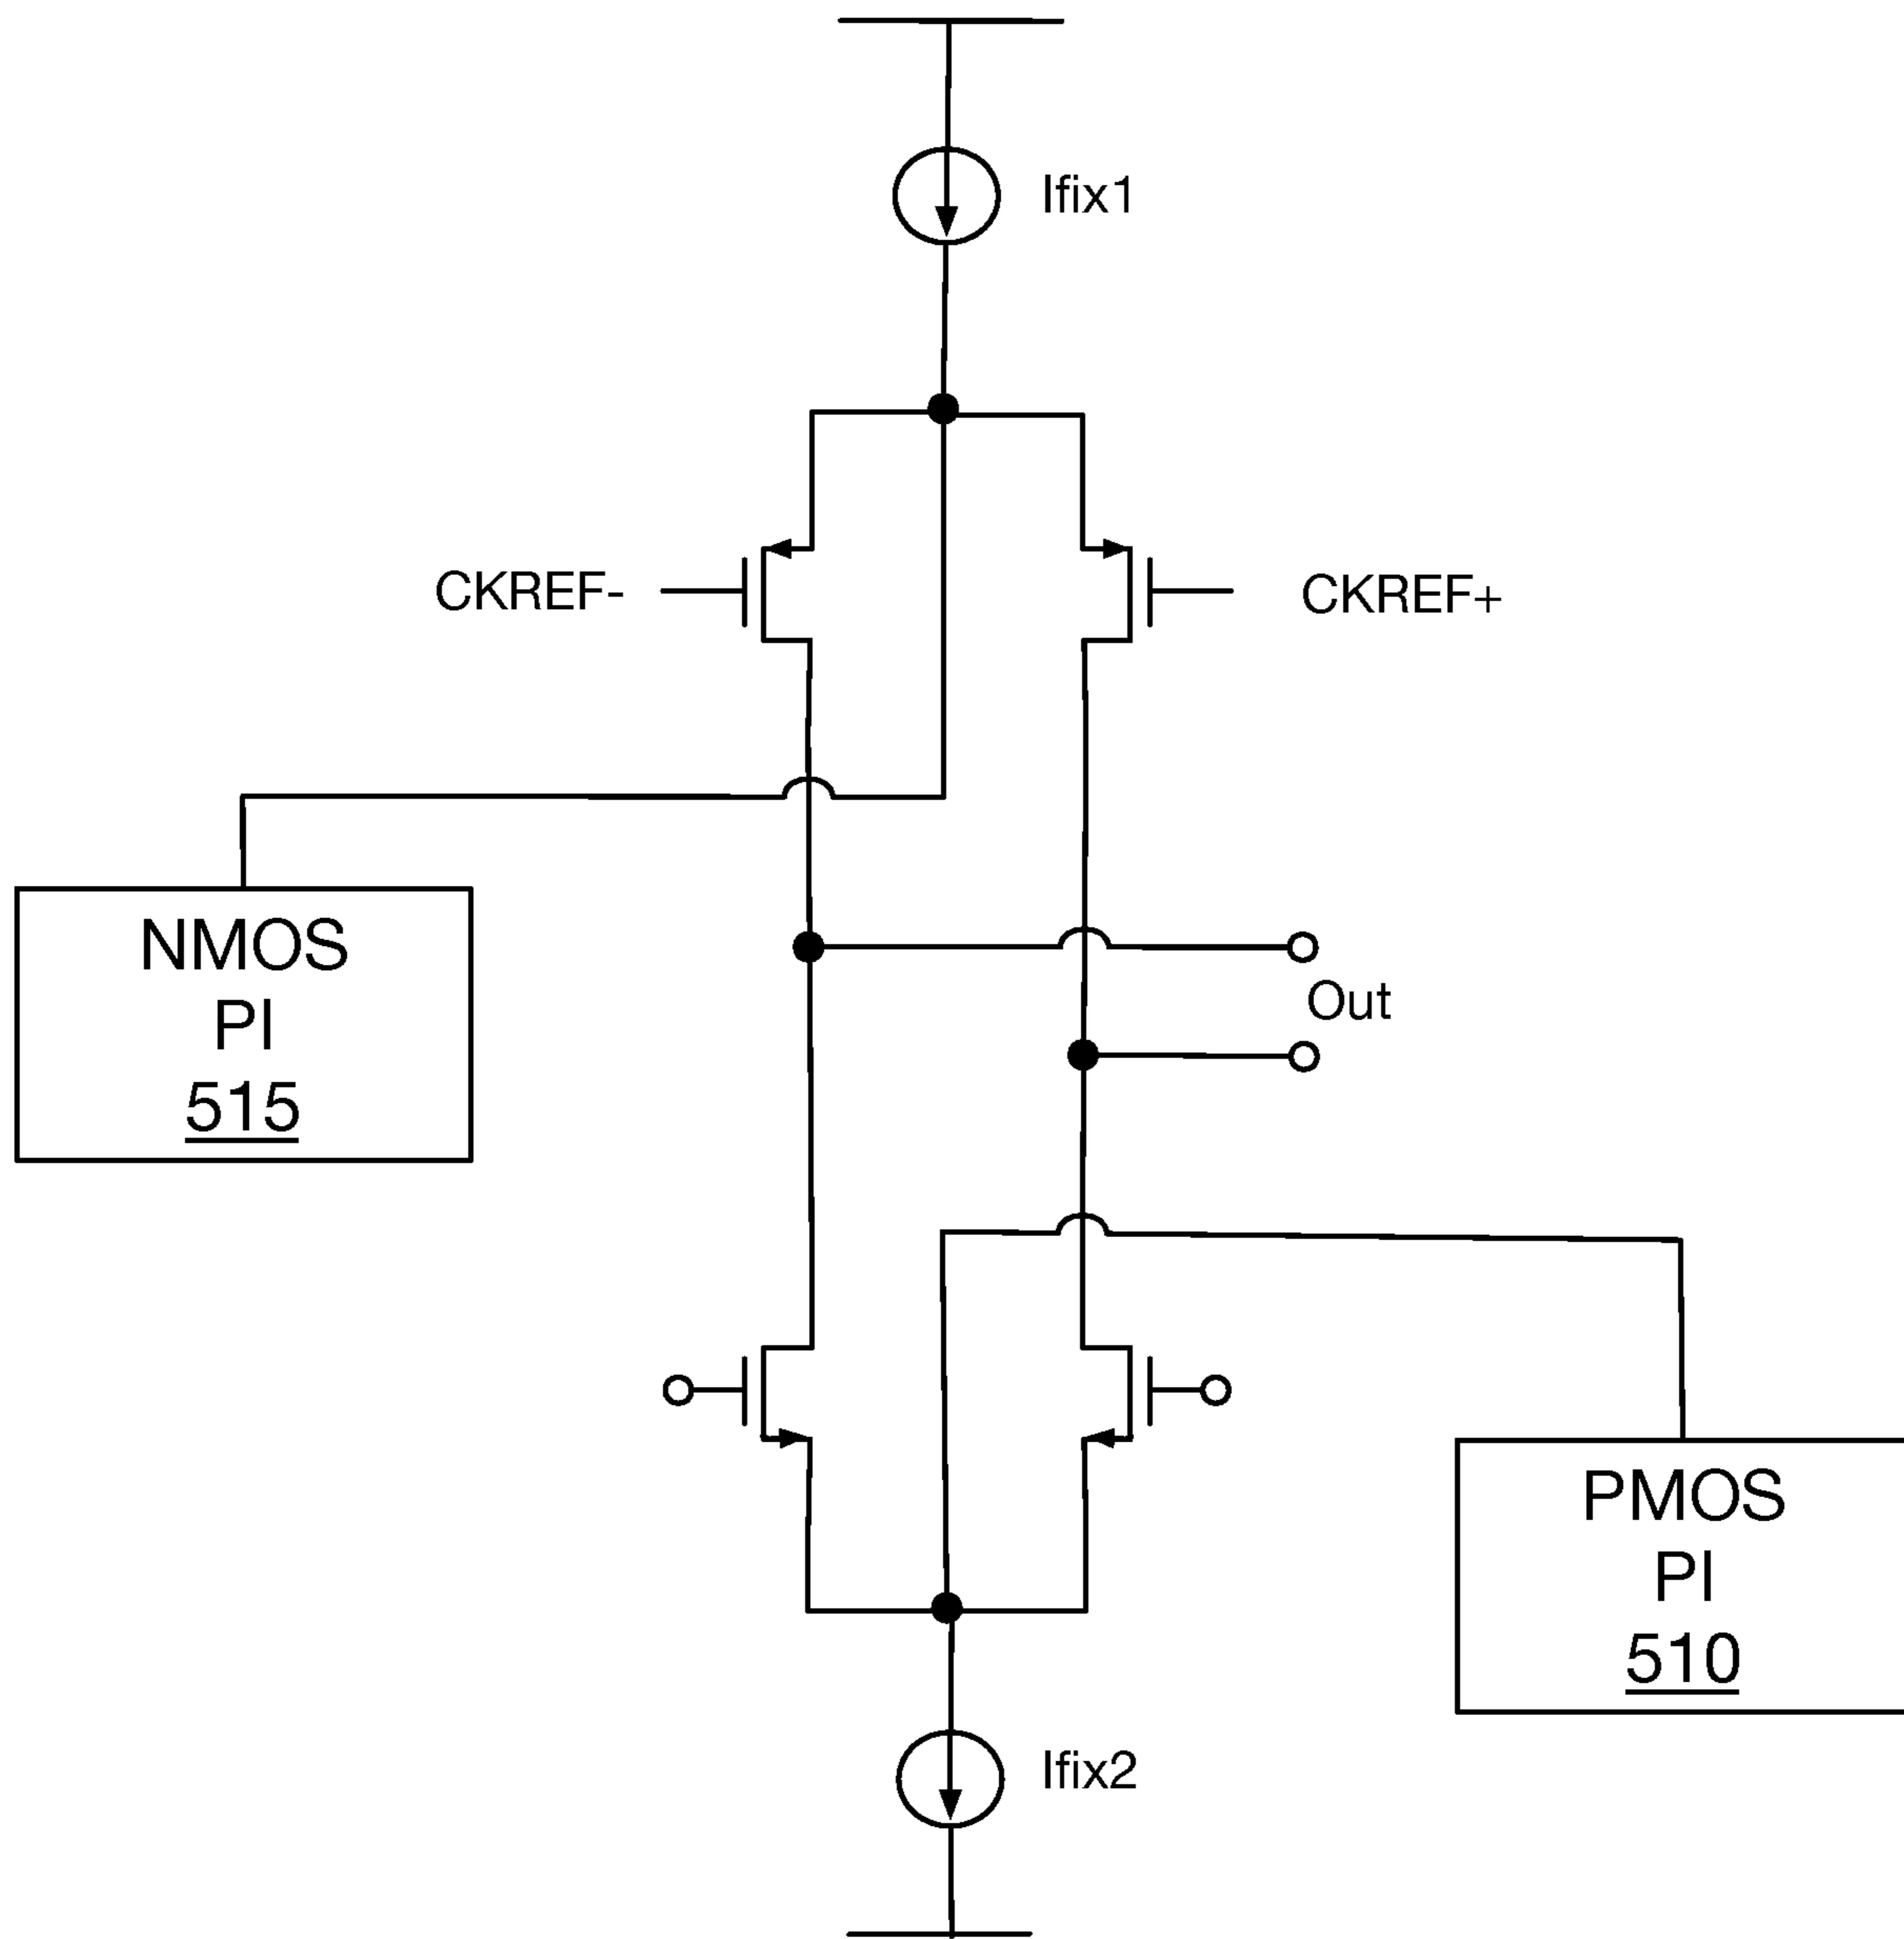 Ifix1
CKREF-
CKREF+
NMOS
PI
515
Out
PMOS
PI
510
Ifix2